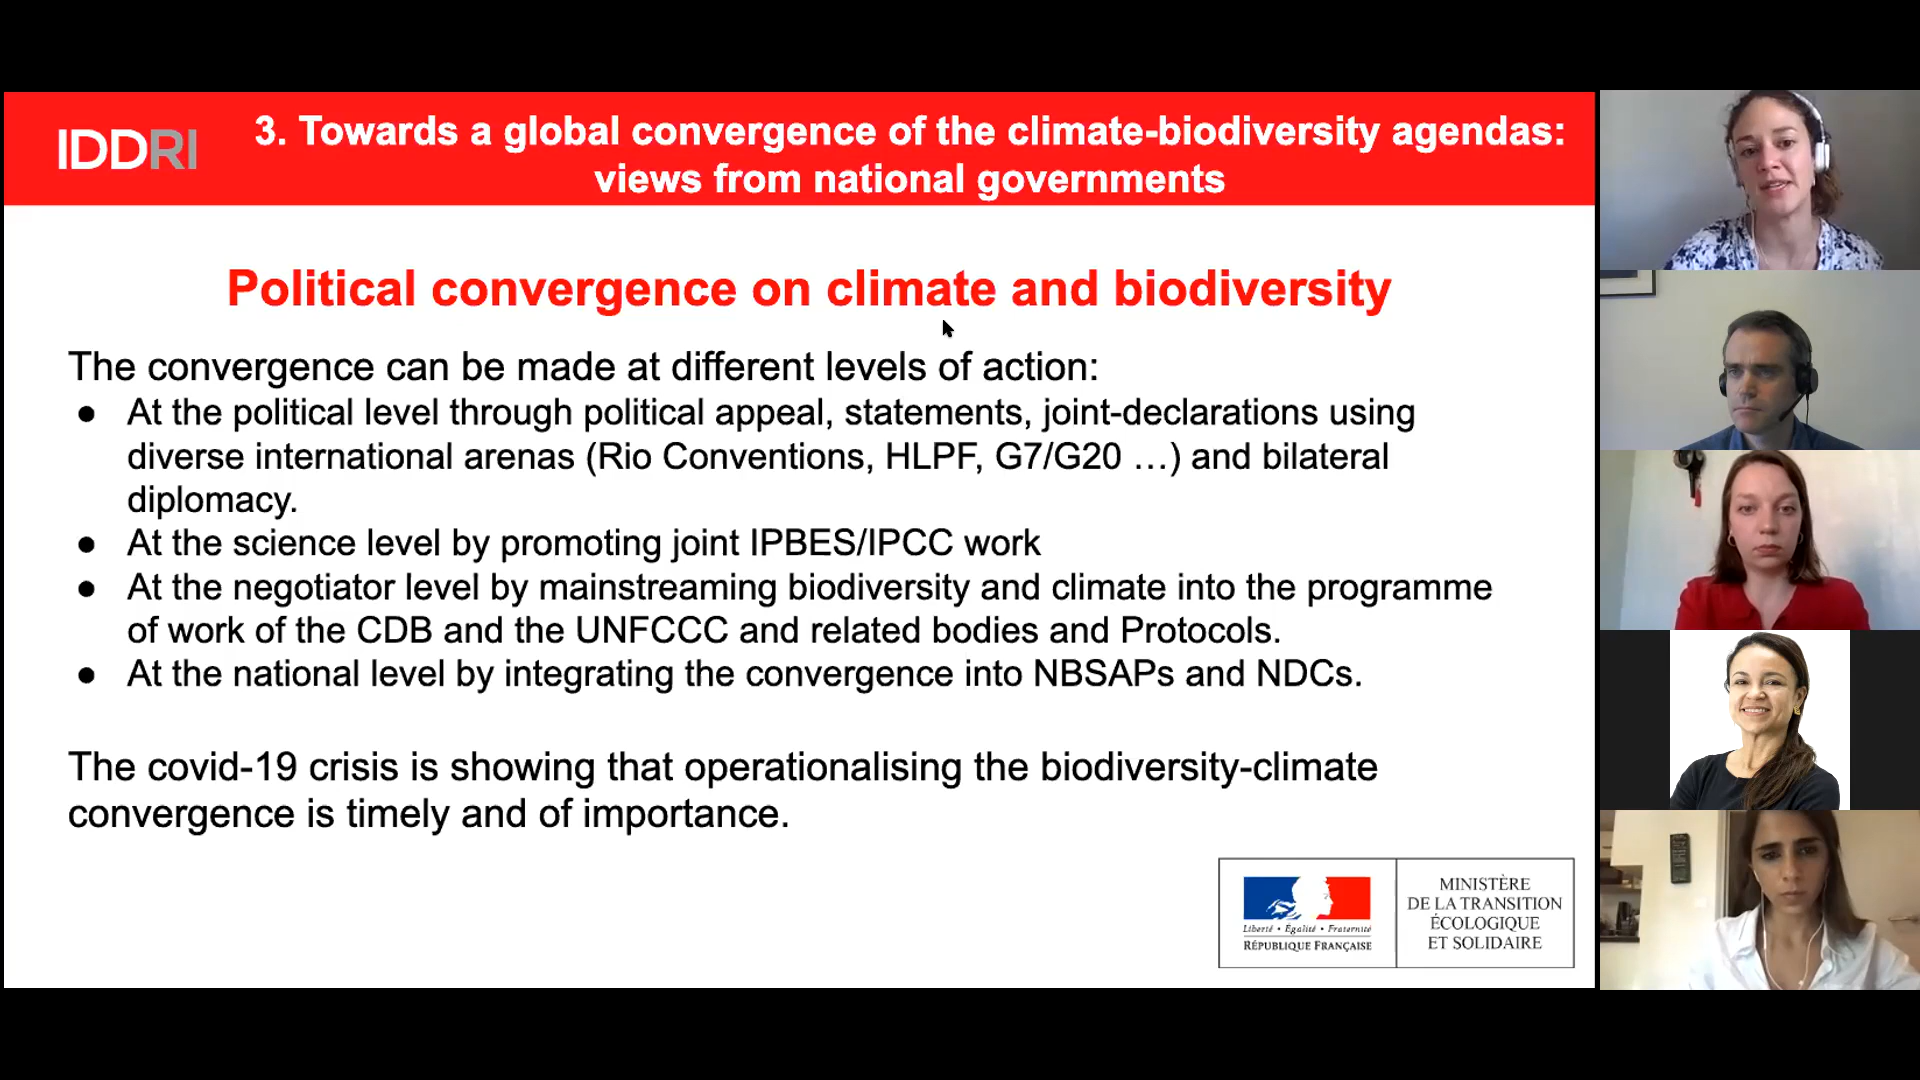 IDDRI
3. Towards a global convergence of the climate-biodiversity agendas:
views from national governments
Political convergence on climate and biodiversity
The convergence can be made at different levels of action:
● At the political level through political appeal, statements, joint-declarations using
diverse international arenas (Rio Conventions, HLPF, G7/G20 …) and bilateral
diplomacy.
● At the science level by promoting joint IPBES/IPCC work
● At the negotiator level by mainstreaming biodiversity and climate into the programme
of work of the CDB and the UNFCCC and related bodies and Protocols.
● At the national level by integrating the convergence into NBSAPs and NDCs.
The covid-19 crisis is showing that operationalising the biodiversity-climate
convergence is timely and of importance.
Liberté • Égalité • Fraternité
RÉPUBLIQUE FRANÇAISE
MINISTÈRE
DE LA TRANSITION
ÉCOLOGIQUE
ET SOLIDAIRE